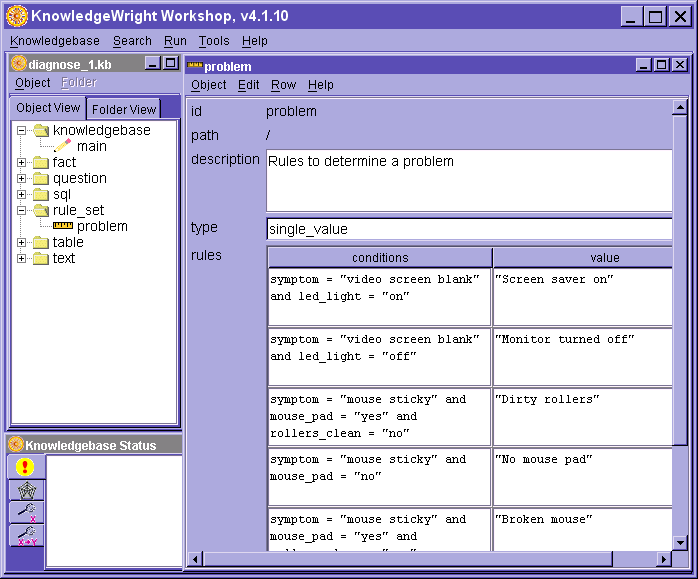 KnowledgeWright Workshop, v4.1.10
Knowledgebase Search Run Tools Help
diagnose_1.kb
Object Folder
Object View Folder View
knowledgebase
main
fact
question
sql
rule_set
problem
table
text
Knowledgebase Status
x
X→Y
problem
Object Edit Row Help
id problem
path /
description Rules to determine a problem
type single_value
rules conditions value
symptom = "video screen blank" "Screen saver on"
and led_light = "on"
symptom = "video screen blank" "Monitor turned off"
and led_light = "off"
symptom = "mouse sticky" and "Dirty rollers"
mouse_pad = "yes" and
rollers_clean = "no"
symptom = "mouse sticky" and "No mouse pad"
mouse_pad = "no"
symptom = "mouse sticky" and "Broken mouse"
mouse_pad = "yes" and